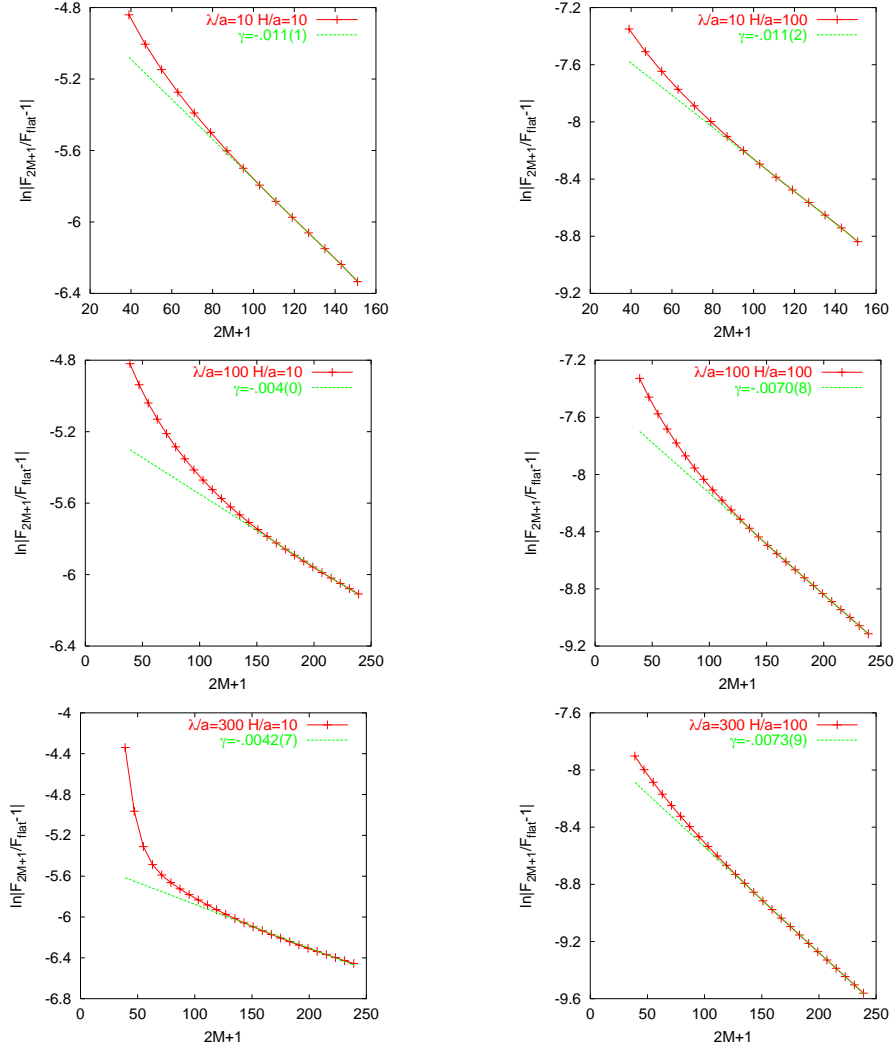 -4.8
-5.2
-5.6
-6
-6.4
20 40 60 80 100 120 140 160
ln|F2M+1/Fflat-1|
2M+1
λ/a=10 H/a=10
γ=-.011(1)
-7.2
-7.6
-8
-8.4
-8.8
-9.2
20 40 60 80 100 120 140 160
ln|F2M+1/Fflat-1|
2M+1
λ/a=10 H/a=100
γ=-.011(2)
-4.8
-5.2
-5.6
-6
-6.4
0 50 100 150 200 250
ln|F2M+1/Fflat-1|
2M+1
λ/a=100 H/a=10
γ=-.004(0)
-7.2
-7.6
-8
-8.4
-8.8
-9.2
0 50 100 150 200 250
ln|F2M+1/Fflat-1|
2M+1
λ/a=100 H/a=100
γ=-.0070(8)
-4
-4.4
-4.8
-5.2
-5.6
-6
-6.4
-6.8
0 50 100 150 200 250
ln|F2M+1/Fflat-1|
2M+1
λ/a=300 H/a=10
γ=-.0042(7)
-7.6
-8
-8.4
-8.8
-9.2
-9.6
0 50 100 150 200 250
ln|F2M+1/Fflat-1|
2M+1
λ/a=300 H/a=100
γ=-.0073(9)